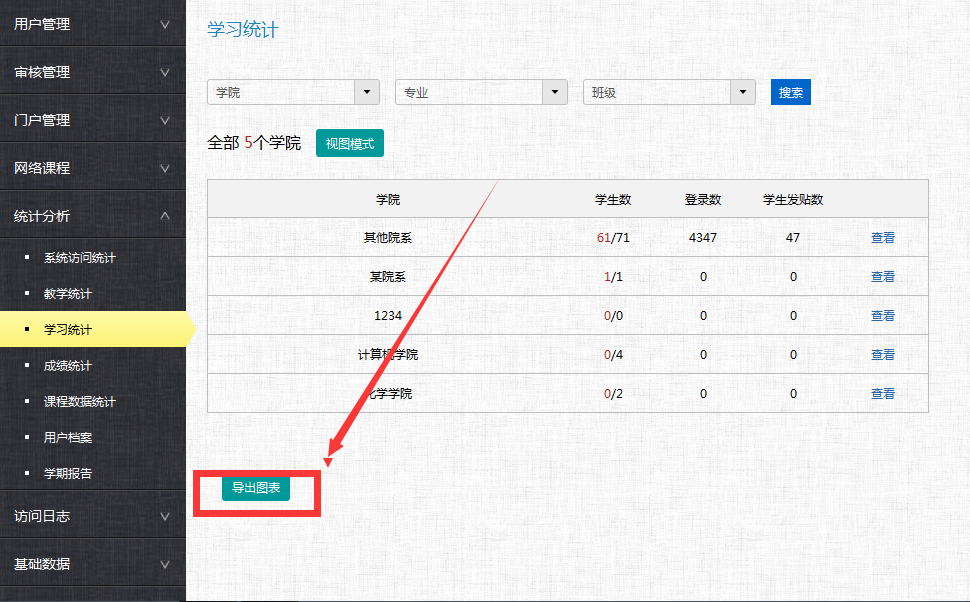 用户管理
审核管理
门户管理
网络课程
统计分析
系统访问统计
教学统计
学习统计
成绩统计
课程数据统计
用户档案
学期报告
访问日志
基础数据
学习统计
学院 专业 班级 搜索
全部 5个学院 视图模式
学院 学生数 登录数 学生发贴数
其他院系 61/71 4347 47 查看
某院系 1/1 0 0 查看
1234 0/0 0 0 查看
计算机学院 0/4 0 0 查看
化学学院 0/2 0 0 查看
导出图表